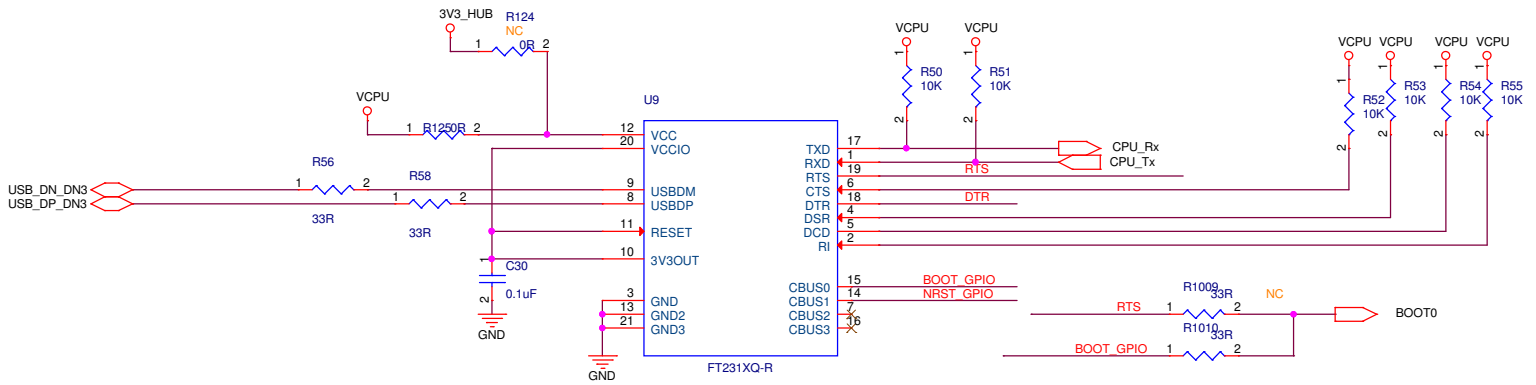 3V3_HUB
R124
NC
1
2
0R
VCPU
1
R125
0R
2
VCPU
1
R50
10K
2
VCPU
1
R51
10K
2
VCPU
1
R52
10K
2
VCPU
1
R53
10K
2
VCPU
1
R54
10K
2
VCPU
1
R55
10K
2
U9
12 VCC
20 VCCIO
9 USBDM
8 USBDP
11 RESET
10 3V3OUT
3 GND
13 GND2
21 GND3
TXD 17
RXD 1
RTS 19
CTS 6
DTR 18
DSR 4
DCD 5
RI 2
CBUS0 15
CBUS1 14
CBUS2 7
CBUS3 16
FT231XQ-R
CPU_Rx
CPU_Tx
RTS
DTR
BOOT_GPIO
NRST_GPIO
USB_DN_DN3
USB_DP_DN3
R56
1
2
33R
R58
1
2
33R
1
C30
0.1uF
2
GND
GND
RTS
1
R1009
33R
2
NC
BOOT0
BOOT_GPIO
1
R1010
33R
2